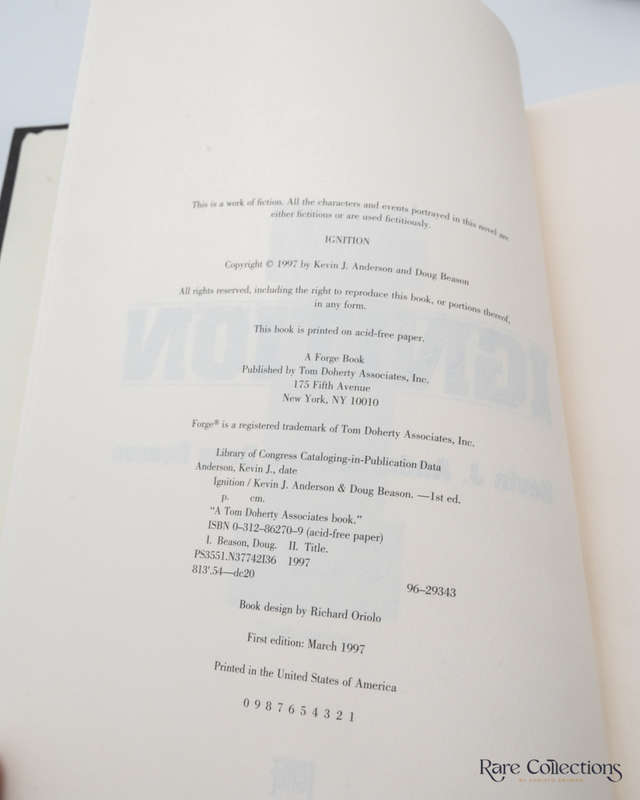 This is a work of fiction. All the characters and events portrayed in this novel are
either fictitious or are used fictitiously.
IGNITION
Copyright © 1997 by Kevin J. Anderson and Doug Beason
All rights reserved, including the right to reproduce this book, or portions thereof,
in any form.
This book is printed on acid-free paper.
A Forge Book
Published by Tom Doherty Associates, Inc.
175 Fifth Avenue
New York, NY 10010
Forge® is a registered trademark of Tom Doherty Associates, Inc.
Library of Congress Cataloging-in-Publication Data
Anderson, Kevin J., date
Ignition / Kevin J. Anderson & Doug Beason. —1st ed.
p. cm.
"A Tom Doherty Associates book."
ISBN 0–312–86270–9 (acid-free paper)
I. Beason, Doug. II. Title.
PS3551.N37742I36 1997
813'.54—dc20
96–29343
Book design by Richard Oriolo
First edition: March 1997
Printed in the United States of America
0 9 8 7 6 5 4 3 2 1
Rare Collections